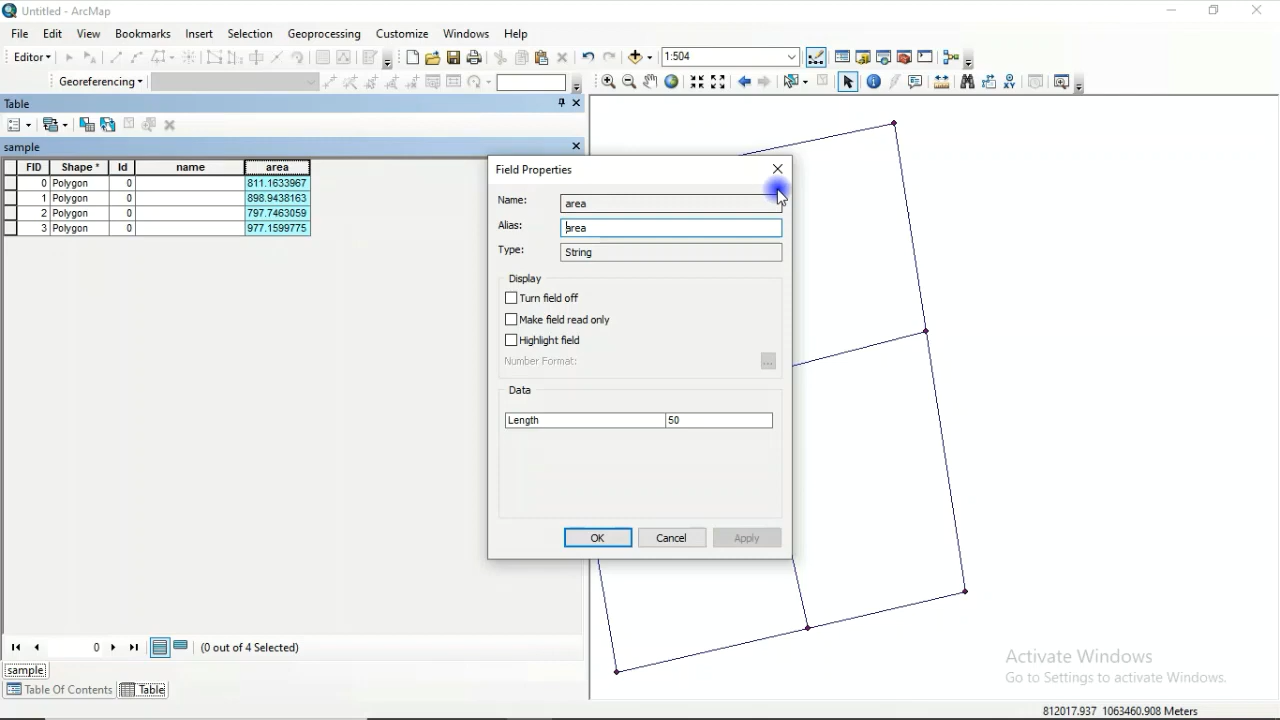 Untitled - ArcMap
File Edit View Bookmarks Insert Selection Geoprocessing Customize Windows Help
Editor 1:504
Georeferencing
Table
sample
FID Shape * Id name area
0 Polygon 0 811.1633967
1 Polygon 0 898.9438163
2 Polygon 0 797.7463059
3 Polygon 0 977.1599775
Field Properties
Name: area
Alias: area
Type: String
Display
Turn field off
Make field read only
Highlight field
Number Format: ...
Data
Length 50
OK Cancel Apply
0 (0 out of 4 Selected)
sample
Table Of Contents Table
Activate Windows
Go to Settings to activate Windows.
812017.937 1063460.908 Meters